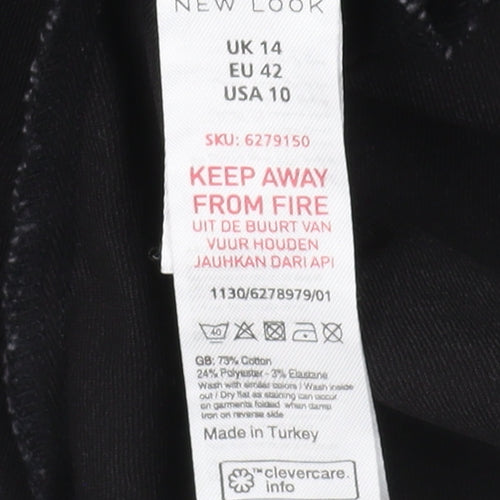 NEW LOOK
UK 14
EU 42
USA 10
SKU: 6279150
KEEP AWAY
FROM FIRE
UIT DE BUURT VAN
VUUR HOUDEN
JAUHKAN DARI API
1130/6278979/01
40
GB: 73% Cotton
24% Polyester - 3% Elastane
Wash with similar colors / Wash inside
out / Dry flat as staining can occur
on garments folded when damp
Iron on reverse side
Made in Turkey
™clevercare.
info